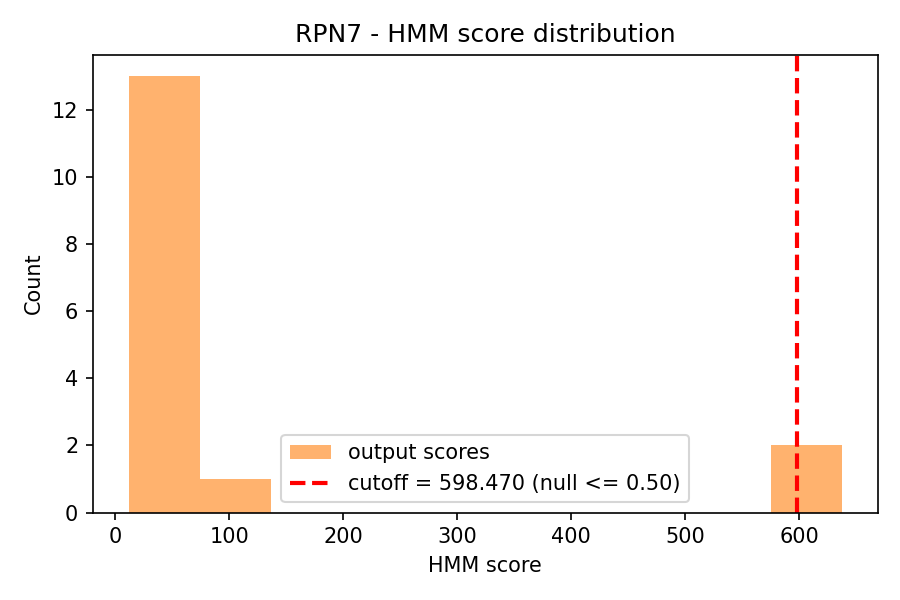 RPN7 - HMM score distribution
Count
12
10
8
6
4
2
0
output scores
cutoff = 598.470 (null <= 0.50)
0 100 200 300 400 500 600
HMM score